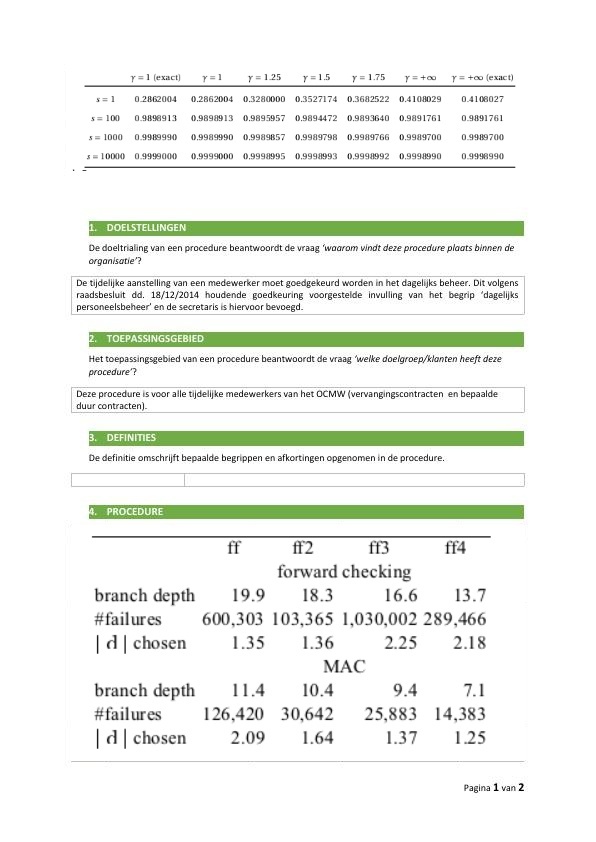 γ = 1 (exact) γ = 1 γ = 1.25 γ = 1.5 γ = 1.75 γ = +∞ γ = +∞ (exact)
s = 1 0.2862004 0.2862004 0.3280000 0.3527174 0.3682522 0.4108029 0.4108027
s = 100 0.9898913 0.9898913 0.9895957 0.9894472 0.9893640 0.9891761 0.9891761
s = 1000 0.9989990 0.9989990 0.9989857 0.9989798 0.9989766 0.9989700 0.9989700
s = 10000 0.9999000 0.9999000 0.9998995 0.9998993 0.9998992 0.9998990 0.9998990
1. DOELSTELLINGEN
De doeltrialing van een procedure beantwoordt de vraag ‘waarom vindt deze procedure plaats binnen de
organisatie’?
De tijdelijke aanstelling van een medewerker moet goedgekeurd worden in het dagelijks beheer. Dit volgens
raadsbesluit dd. 18/12/2014 houdende goedkeuring voorgestelde invulling van het begrip ‘dagelijks
personeelsbeheer’ en de secretaris is hiervoor bevoegd.
2. TOEPASSINGSGEBIED
Het toepassingsgebied van een procedure beantwoordt de vraag ‘welke doelgroep/klanten heeft deze
procedure’?
Deze procedure is voor alle tijdelijke medewerkers van het OCMW (vervangingscontracten en bepaalde
duur contracten).
3. DEFINITIES
De definitie omschrijft bepaalde begrippen en afkortingen opgenomen in de procedure.
4. PROCEDURE
ff ff2 ff3 ff4
forward checking
branch depth 19.9 18.3 16.6 13.7
#failures 600,303 103,365 1,030,002 289,466
| d | chosen 1.35 1.36 2.25 2.18
MAC
branch depth 11.4 10.4 9.4 7.1
#failures 126,420 30,642 25,883 14,383
| d | chosen 2.09 1.64 1.37 1.25
Pagina 1 van 2